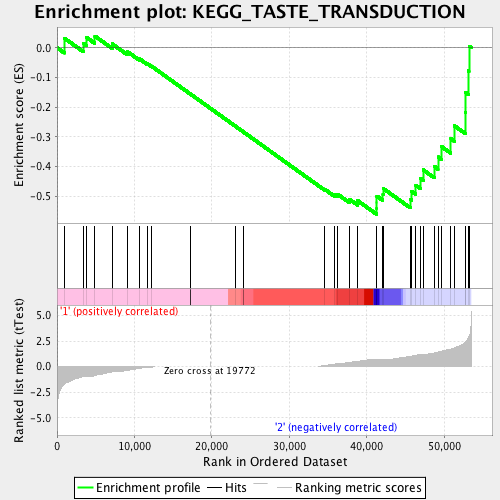 Enrichment plot: KEGG_TASTE_TRANSDUCTION
Enrichment score (ES)
0.0
-0.1
-0.2
-0.3
-0.4
-0.5
'1' (positively correlated)
Ranked list metric (tTest)
5.0
2.5
0.0
-2.5
-5.0
Zero cross at 19772
'2' (negatively correlated)
0
10,000
20,000
30,000
40,000
50,000
Rank in Ordered Dataset
Enrichment profile
Hits
Ranking metric scores